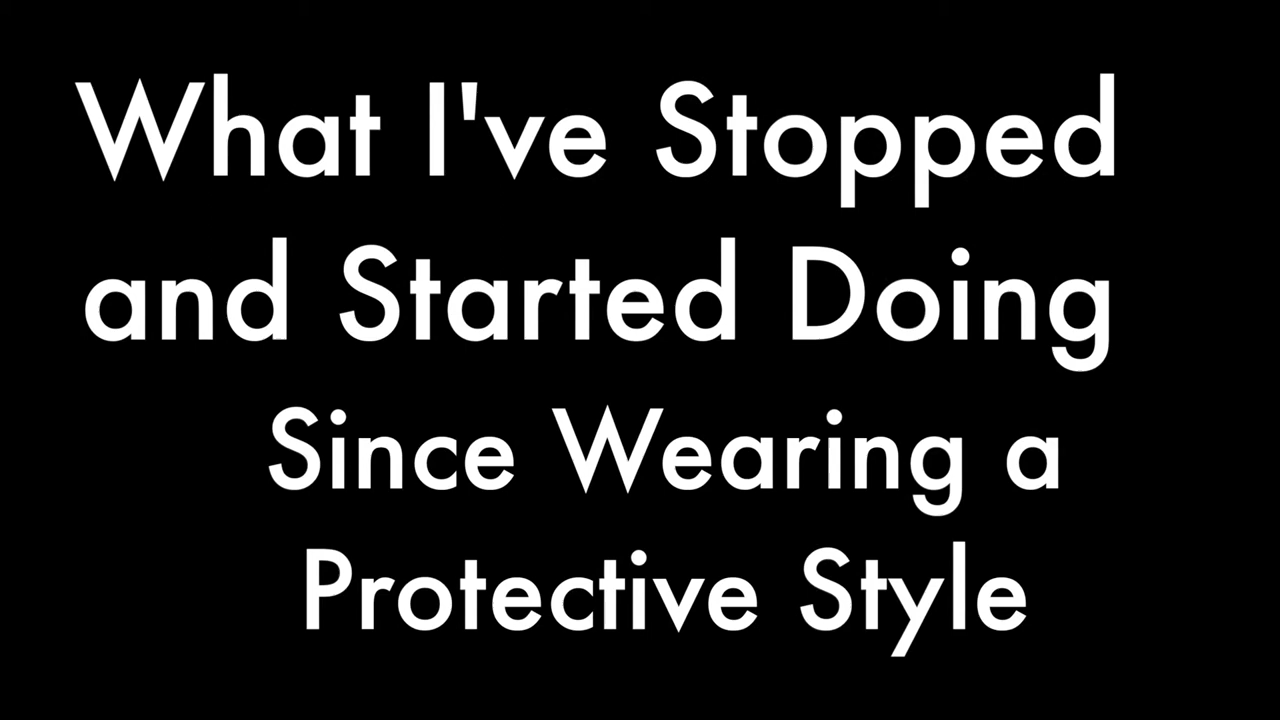 What I've Stopped
and Started Doing
Since Wearing a
Protective Style